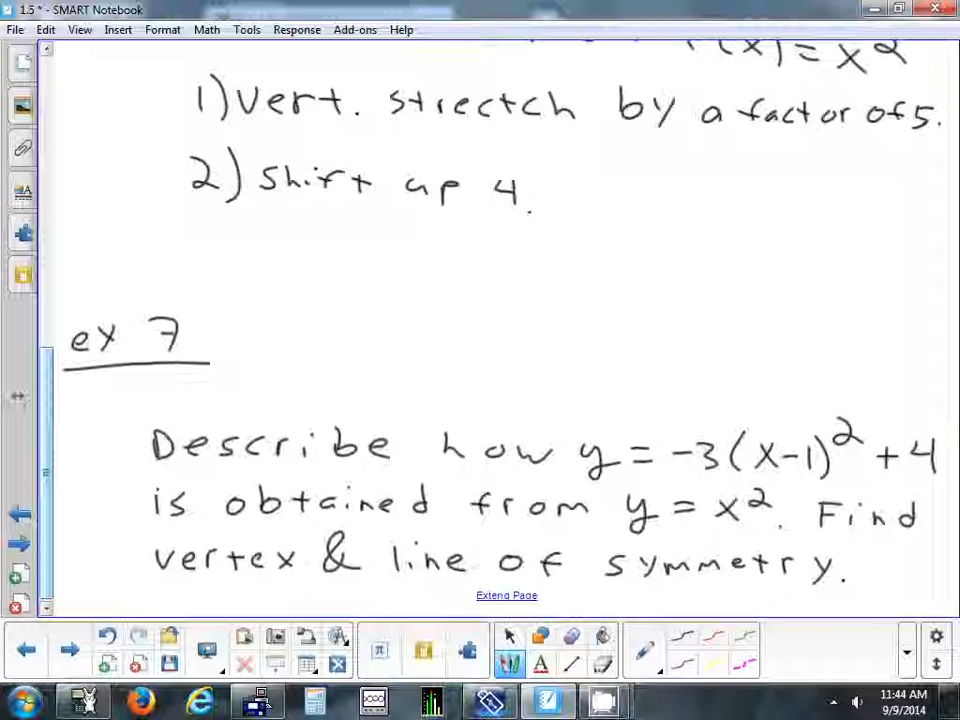 1.5 * - SMART Notebook
File Edit View Insert Format Math Tools Response Add-ons Help
f(x) = x2
1) vert. stretch by a factor of 5.
2) shift up 4.
ex 7
Describe how y = -3(x-1)2 + 4
is obtained from y = x2. Find
vertex & line of symmetry.
Extend Page
11:44 AM
9/9/2014